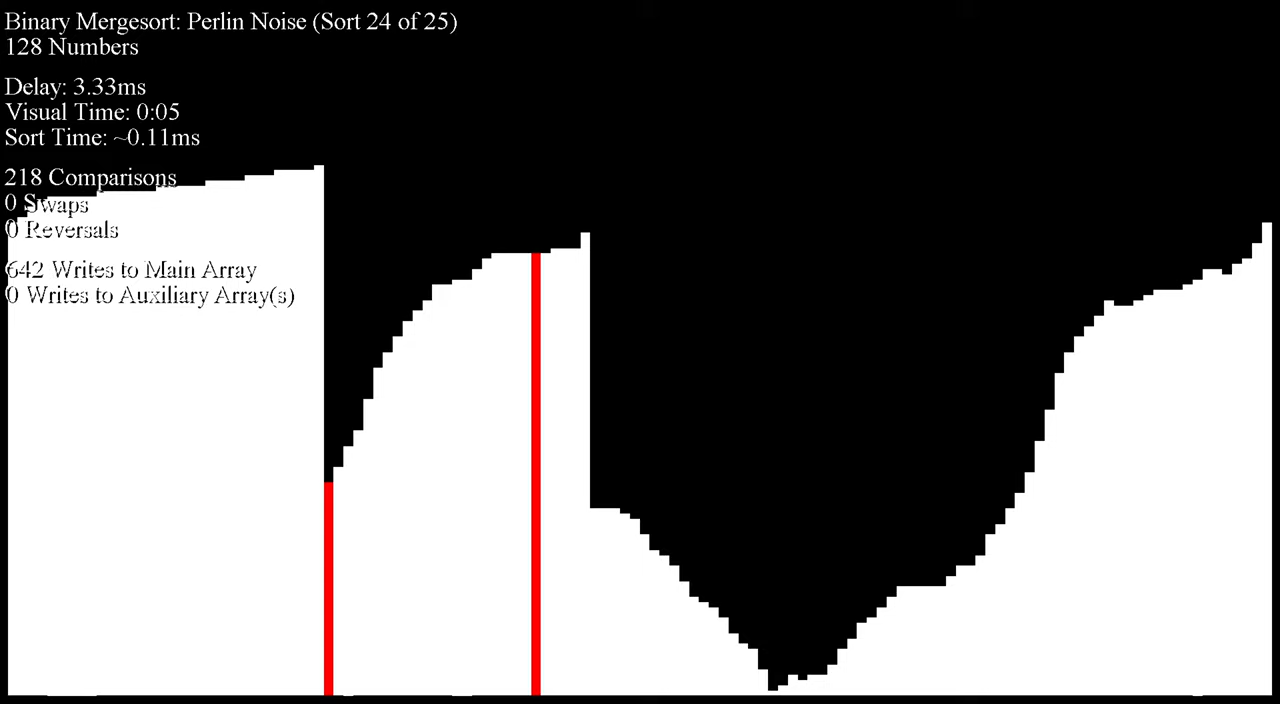 Binary Mergesort: Perlin Noise (Sort 24 of 25)
128 Numbers
Delay: 3.33ms
Visual Time: 0:05
Sort Time: ~0.11ms
218 Comparisons
0 Swaps
0 Reversals
642 Writes to Main Array
0 Writes to Auxiliary Array(s)